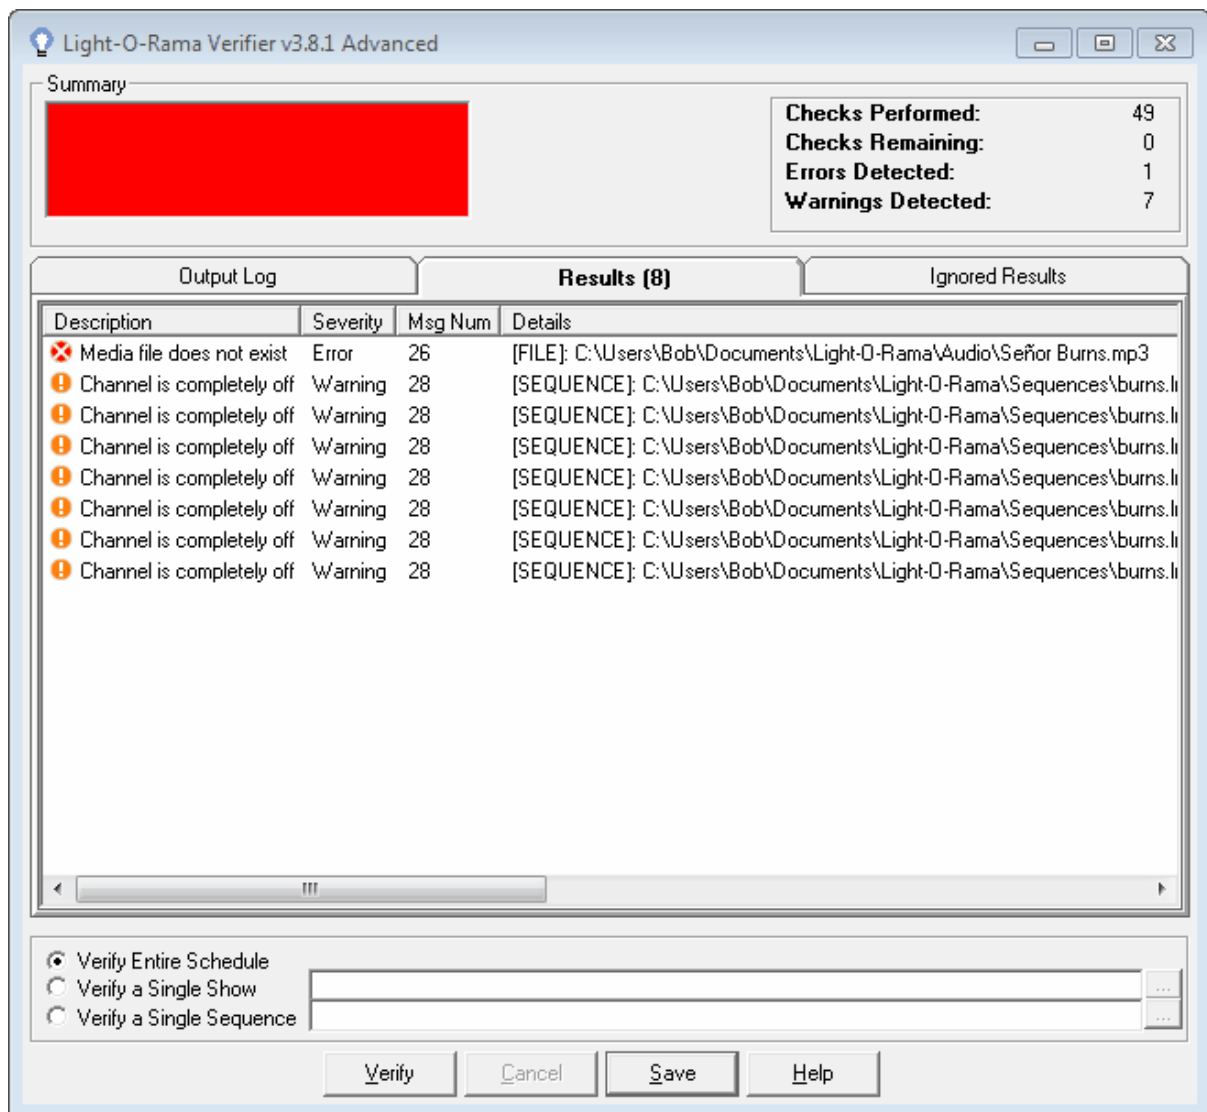 Light-O-Rama Verifier v3.8.1 Advanced
Summary
Checks Performed: 49
Checks Remaining: 0
Errors Detected: 1
Warnings Detected: 7
Output Log Results (8) Ignored Results
Description Severity Msg Num Details
Media file does not exist Error 26 [FILE]: C:\Users\Bob\Documents\Light-O-Rama\Audio\Señor Burns.mp3
Channel is completely off Warning 28 [SEQUENCE]: C:\Users\Bob\Documents\Light-O-Rama\Sequences\burns.l
Channel is completely off Warning 28 [SEQUENCE]: C:\Users\Bob\Documents\Light-O-Rama\Sequences\burns.l
Channel is completely off Warning 28 [SEQUENCE]: C:\Users\Bob\Documents\Light-O-Rama\Sequences\burns.l
Channel is completely off Warning 28 [SEQUENCE]: C:\Users\Bob\Documents\Light-O-Rama\Sequences\burns.l
Channel is completely off Warning 28 [SEQUENCE]: C:\Users\Bob\Documents\Light-O-Rama\Sequences\burns.l
Channel is completely off Warning 28 [SEQUENCE]: C:\Users\Bob\Documents\Light-O-Rama\Sequences\burns.l
Channel is completely off Warning 28 [SEQUENCE]: C:\Users\Bob\Documents\Light-O-Rama\Sequences\burns.l
Verify Entire Schedule
Verify a Single Show ...
Verify a Single Sequence ...
Verify Cancel Save Help